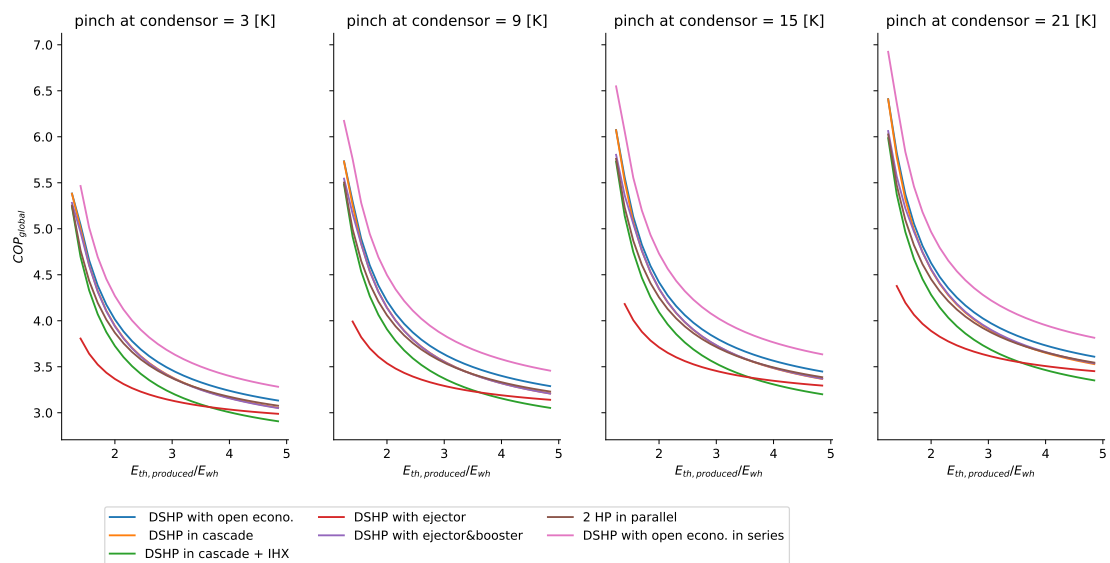 pinch at condensor = 3 [K]
pinch at condensor = 9 [K]
pinch at condensor = 15 [K]
pinch at condensor = 21 [K]
7.0
6.5
6.0
5.5
5.0
4.5
4.0
3.5
3.0
COP_global
2 3 4 5
2 3 4 5
2 3 4 5
2 3 4 5
E_th, produced/E_wh
E_th, produced/E_wh
E_th, produced/E_wh
E_th, produced/E_wh
DSHP with open econo.
DSHP in cascade
DSHP in cascade + IHX
DSHP with ejector
DSHP with ejector&booster
2 HP in parallel
DSHP with open econo. in series